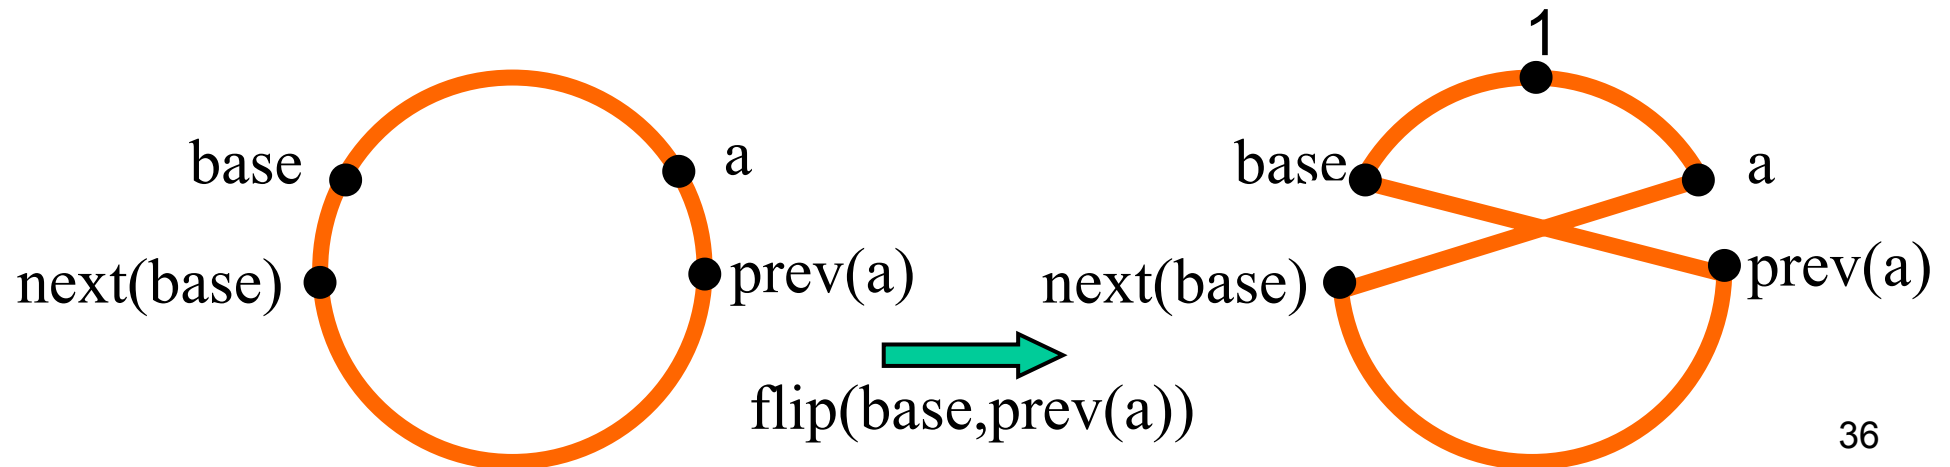 1
base
a
base
a
next(base)
prev(a)
next(base)
prev(a)
flip(base,prev(a))
36